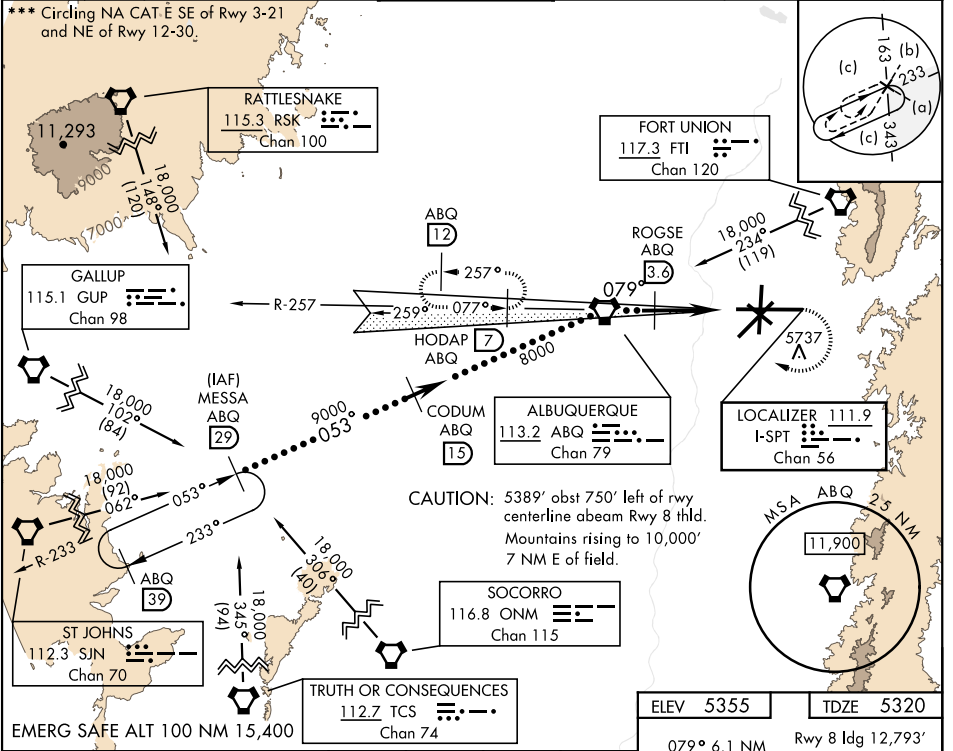 *** Circling NA CAT E SE of Rwy 3-21
and NE of Rwy 12-30.
163
(b)
(c)
233
(a)
(c)
343
RATTLESNAKE
115.3 RSK
Chan 100
11,293
9000
7000
18,000
148°
(120)
FORT UNION
117.3 FTI
Chan 120
18,000
234°
(119)
ABQ
12
ROGSE
ABQ
3.6
GALLUP
115.1 GUP
Chan 98
257°
079°
R-257
259°
077°
HODAP
ABQ
7
8000
5737
18,000
102°
(84)
(IAF)
MESSA
ABQ
29
9000
053°
CODUM
ABQ
15
ALBUQUERQUE
113.2 ABQ
Chan 79
LOCALIZER 111.9
I-SPT
Chan 56
18,000
(92)
062°
053°
233°
R-233
ABQ
39
CAUTION: 5389' obst 750' left of rwy
centerline abeam Rwy 8 thld.
Mountains rising to 10,000'
7 NM E of field.
MSA ABQ 25 NM
11,900
18,000
306°
(40)
18,000
345°
(94)
SOCORRO
116.8 ONM
Chan 115
ST JOHNS
112.3 SJN
Chan 70
TRUTH OR CONSEQUENCES
112.7 TCS
Chan 74
EMERG SAFE ALT 100 NM 15,400
ELEV 5355
TDZE 5320
079° 6.1 NM
Rwy 8 ldg 12,793'